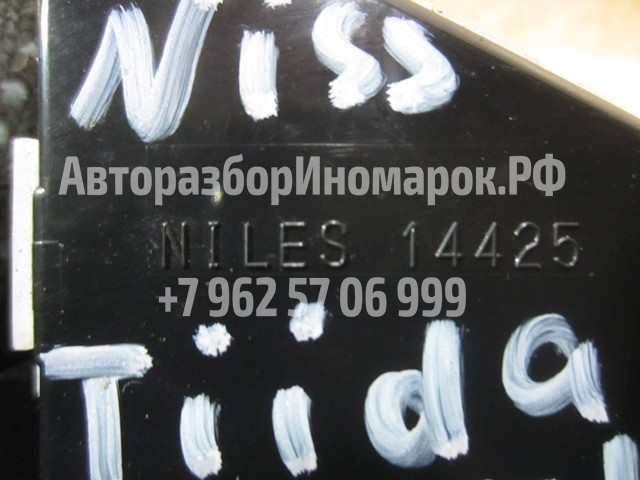 Niss
АвторазборИномарок.РФ
NILES 14425
+7 962 57 06 999
Tiida